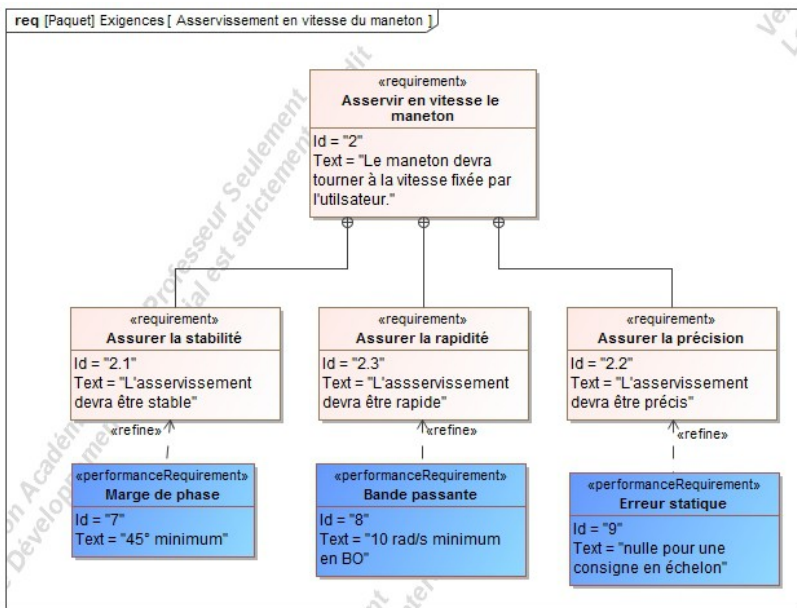 req [Paquet] Exigences [ Asservissement en vitesse du maneton ]
«requirement»
Asservir en vitesse le
maneton
Id = "2"
Text = "Le maneton devra
tourner à la vitesse fixée par
l'utilsateur."
«requirement»
Assurer la stabilité
Id = "2.1"
Text = "L'asservissement
devra être stable"
«requirement»
Assurer la rapidité
Id = "2.3"
Text = "L'assservissement
devra être rapide"
«requirement»
Assurer la précision
Id = "2.2"
Text = "L'asservissement
devra être précis"
«refine»
«refine»
«refine»
«performanceRequirement»
Marge de phase
Id = "7"
Text = "45° minimum"
«performanceRequirement»
Bande passante
Id = "8"
Text = "10 rad/s minimum
en BO"
«performanceRequirement»
Erreur statique
Id = "9"
Text = "nulle pour une
consigne en échelon"
Professeur Seulement
est strictement